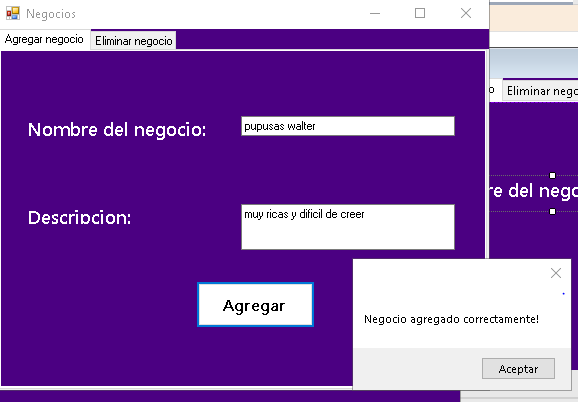 Negocios
Agregar negocio
Eliminar negocio
o
Eliminar nego
Nombre del negocio:
pupusas walter
re del nego
Descripcion:
muy ricas y dificil de creer
Agregar
Negocio agregado correctamente!
Aceptar